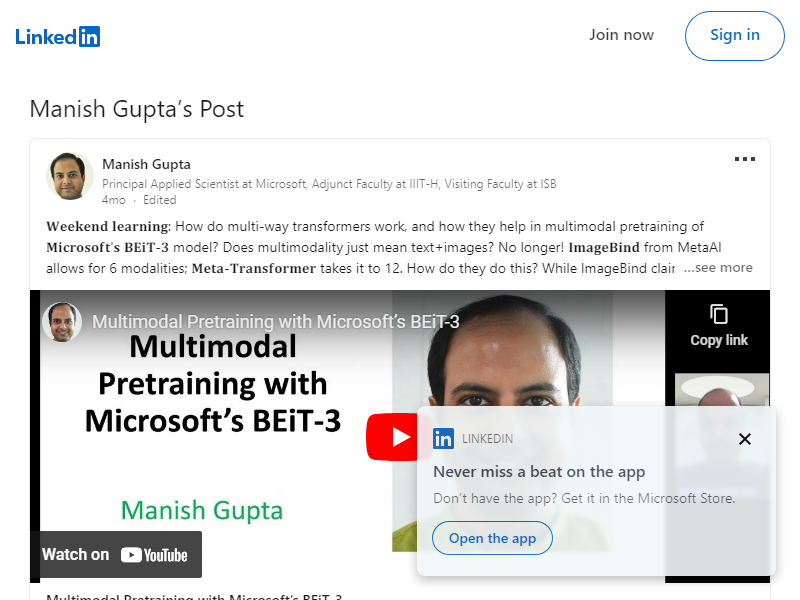 LinkedIn
Join now
Sign in
Manish Gupta's Post
Manish Gupta
Principal Applied Scientist at Microsoft, Adjunct Faculty at IIIT-H, Visiting Faculty at ISB
4mo · Edited
Weekend learning: How do multi-way transformers work, and how they help in multimodal pretraining of
Microsoft's BEiT-3 model? Does multimodality just mean text+images? No longer! ImageBind from MetaAI
allows for 6 modalities; Meta-Transformer takes it to 12. How do they do this? While ImageBind clair
...see more
Multimodal Pretraining with Microsoft's BEiT-3
Copy link
Multimodal
Pretraining with
Microsoft's BEiT-3
Manish Gupta
Watch on YouTube
in LINKEDIN
Never miss a beat on the app
Don't have the app? Get it in the Microsoft Store.
Open the app
Multimodal Pretraining with Microsoft's BEiT-3